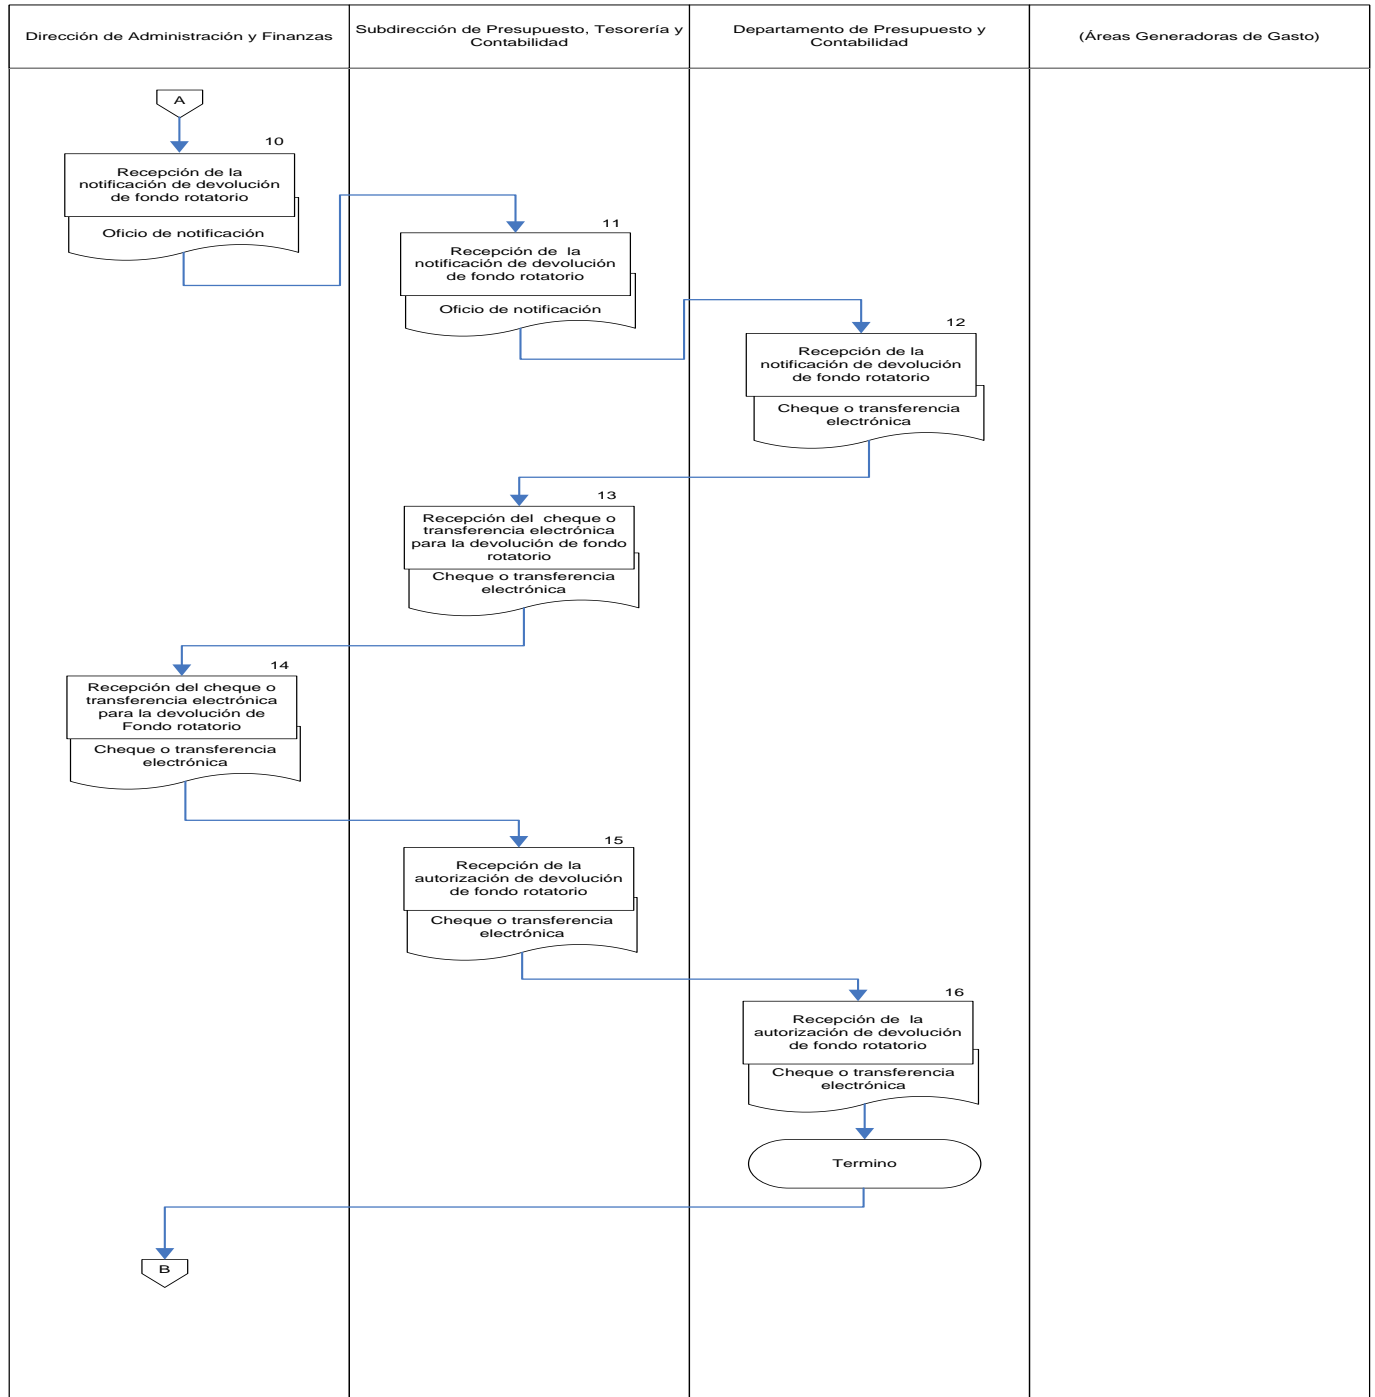 Dirección de Administración y Finanzas
Subdirección de Presupuesto, Tesorería y
Contabilidad
Departamento de Presupuesto y
Contabilidad
(Áreas Generadoras de Gasto)
A
10
Recepción de la
notificación de devolución
de fondo rotatorio
Oficio de notificación
11
Recepción de  la
notificación de devolución
de fondo rotatorio
Oficio de notificación
12
Recepción de la
notificación de devolución
de fondo rotatorio
Cheque o transferencia
electrónica
13
Recepción del  cheque o
transferencia electrónica
para la devolución de fondo
rotatorio
Cheque o transferencia
electrónica
14
Recepción del cheque o
transferencia electrónica
para la devolución de
Fondo rotatorio
Cheque o transferencia
electrónica
15
Recepción de la
autorización de devolución
de fondo rotatorio
Cheque o transferencia
electrónica
16
Recepción de  la
autorización de devolución
de fondo rotatorio
Cheque o transferencia
electrónica
Termino
B